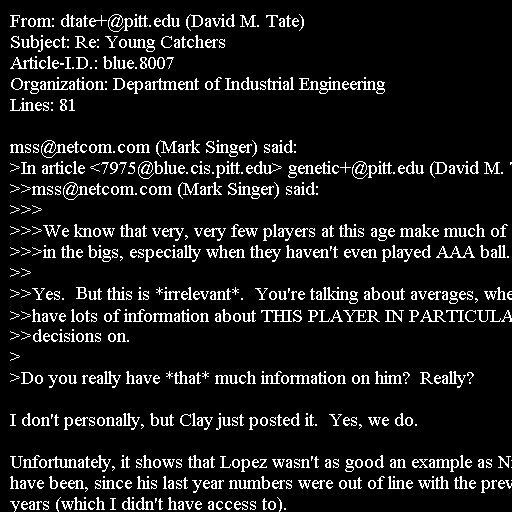 From: dtate+@pitt.edu (David M. Tate)
Subject: Re: Young Catchers
Article-I.D.: blue.8007
Organization: Department of Industrial Engineering
Lines: 81

mss@netcom.com (Mark Singer) said:
>In article <7975@blue.cis.pitt.edu> genetic+@pitt.edu (David M.
>>mss@netcom.com (Mark Singer) said:
>>>
>>>We know that very, very few players at this age make much of
>>>in the bigs, especially when they haven't even played AAA ball.
>>
>>Yes.  But this is *irrelevant*.  You're talking about averages,
>>have lots of information about THIS PLAYER IN
>>decisions on.
>
>Do you really have *that* much information on him?  Really?

I don't personally, but Clay just posted it.  Yes, we do.

Unfortunately, it shows that Lopez wasn't as good an example as
have been, since his last year numbers were out of line with the
years (which I didn't have access to).